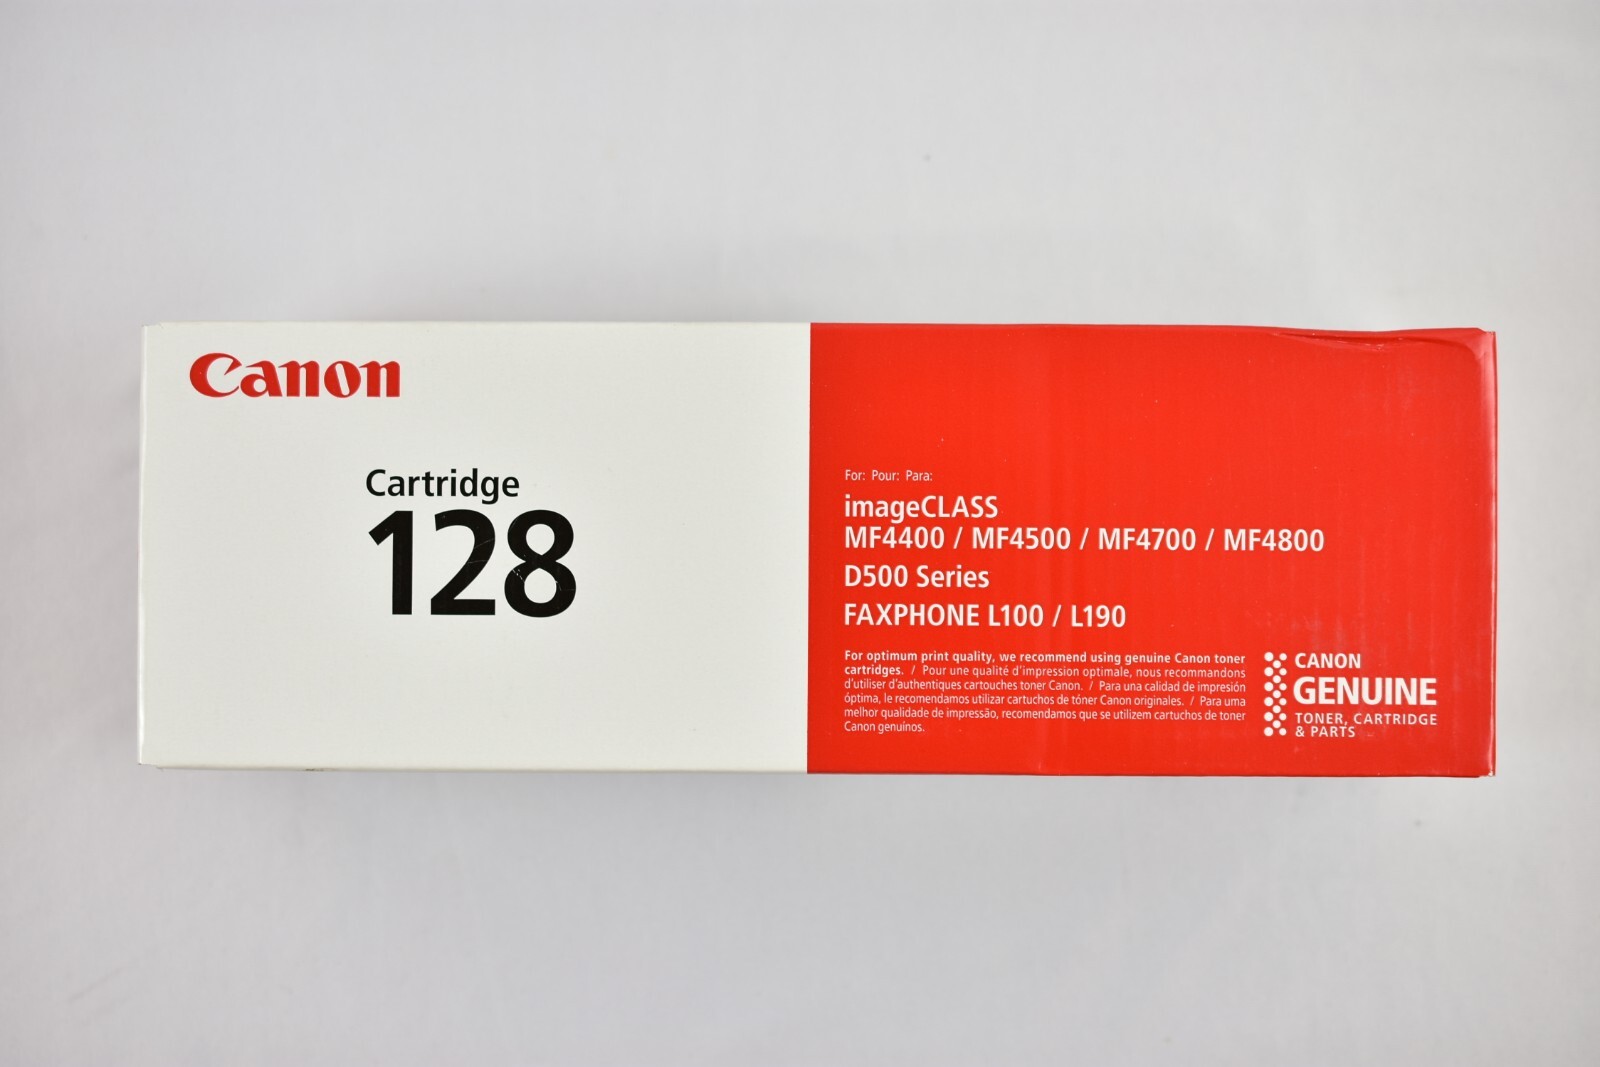 Canon
Cartridge
128
For: Pour: Para:
imageCLASS
MF4400 / MF4500 / MF4700 / MF4800
D500 Series
FAXPHONE L100 / L190
For optimum print quality, we recommend using genuine Canon toner
cartridges. / Pour une qualité d'impression optimale, nous recommandons
d'utiliser d'authentiques cartouches toner Canon. / Para una calidad de impresión
óptima, le recomendamos utilizar cartuchos de tóner Canon originales. / Para uma
melhor qualidade de impressão, recomendamos que se utilizem cartuchos de toner
Canon genuínos.
CANON
GENUINE
TONER, CARTRIDGE
& PARTS